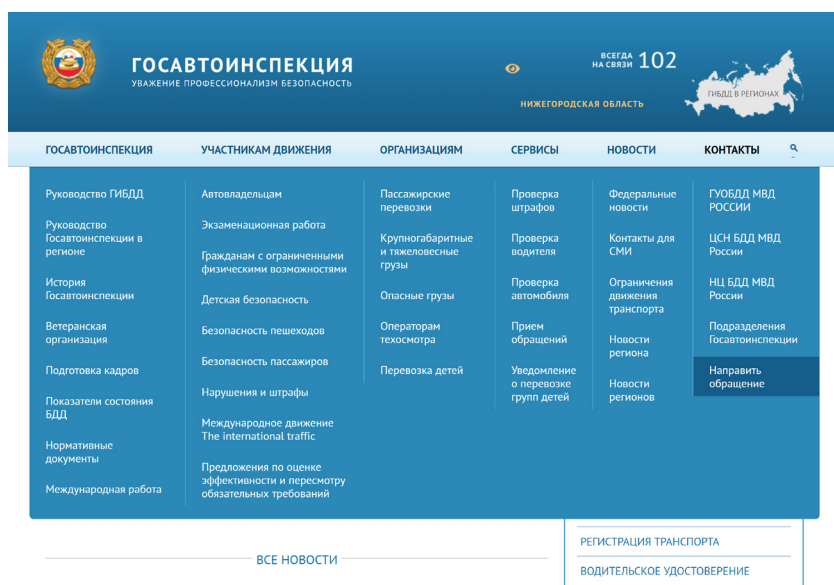 ГОСАВТОИНСПЕКЦИЯ
УВАЖЕНИЕ ПРОФЕССИОНАЛИЗМ БЕЗОПАСНОСТЬ
ВСЕГДА
НА СВЯЗИ 102
НИЖЕГОРОДСКАЯ ОБЛАСТЬ
ГИБДД В РЕГИОНАХ
ГОСАВТОИНСПЕКЦИЯ
УЧАСТНИКАМ ДВИЖЕНИЯ
ОРГАНИЗАЦИЯМ
СЕРВИСЫ
НОВОСТИ
КОНТАКТЫ
Руководство ГИБДД
Руководство
Госавтоинспекции в
регионе
История
Госавтоинспекции
Ветеранская
организация
Подготовка кадров
Показатели состояния
БДД
Нормативные
документы
Международная работа
Автовладельцам
Экзаменационная работа
Гражданам с ограниченными
физическими возможностями
Детская безопасность
Безопасность пешеходов
Безопасность пассажиров
Нарушения и штрафы
Международное движение
The international traffic
Предложения по оценке
эффективности и пересмотру
обязательных требований
Пассажирские
перевозки
Крупногабаритные
и тяжеловесные
грузы
Опасные грузы
Операторам
техосмотра
Перевозка детей
Проверка
штрафов
Проверка
водителя
Проверка
автомобиля
Прием
обращений
Уведомление
о перевозке
групп детей
Федеральные
новости
Контакты для
СМИ
Ограничения
движения
транспорта
Новости
региона
Новости
регионов
ГУОБДД МВД
РОССИИ
ЦСН БДД МВД
России
НЦ БДД МВД
России
Подразделения
Госавтоинспекции
Направить
обращение
ВСЕ НОВОСТИ
РЕГИСТРАЦИЯ ТРАНСПОРТА
ВОДИТЕЛЬСКОЕ УДОСТОВЕРЕНИЕ